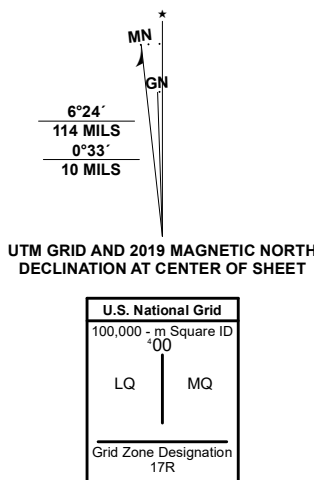 ★
MN
GN
6°24´
114 MILS
0°33´
10 MILS
UTM GRID AND 2019 MAGNETIC NORTH
DECLINATION AT CENTER OF SHEET
U.S. National Grid
100,000 - m Square ID
⁴00
LQ MQ
Grid Zone Designation
17R